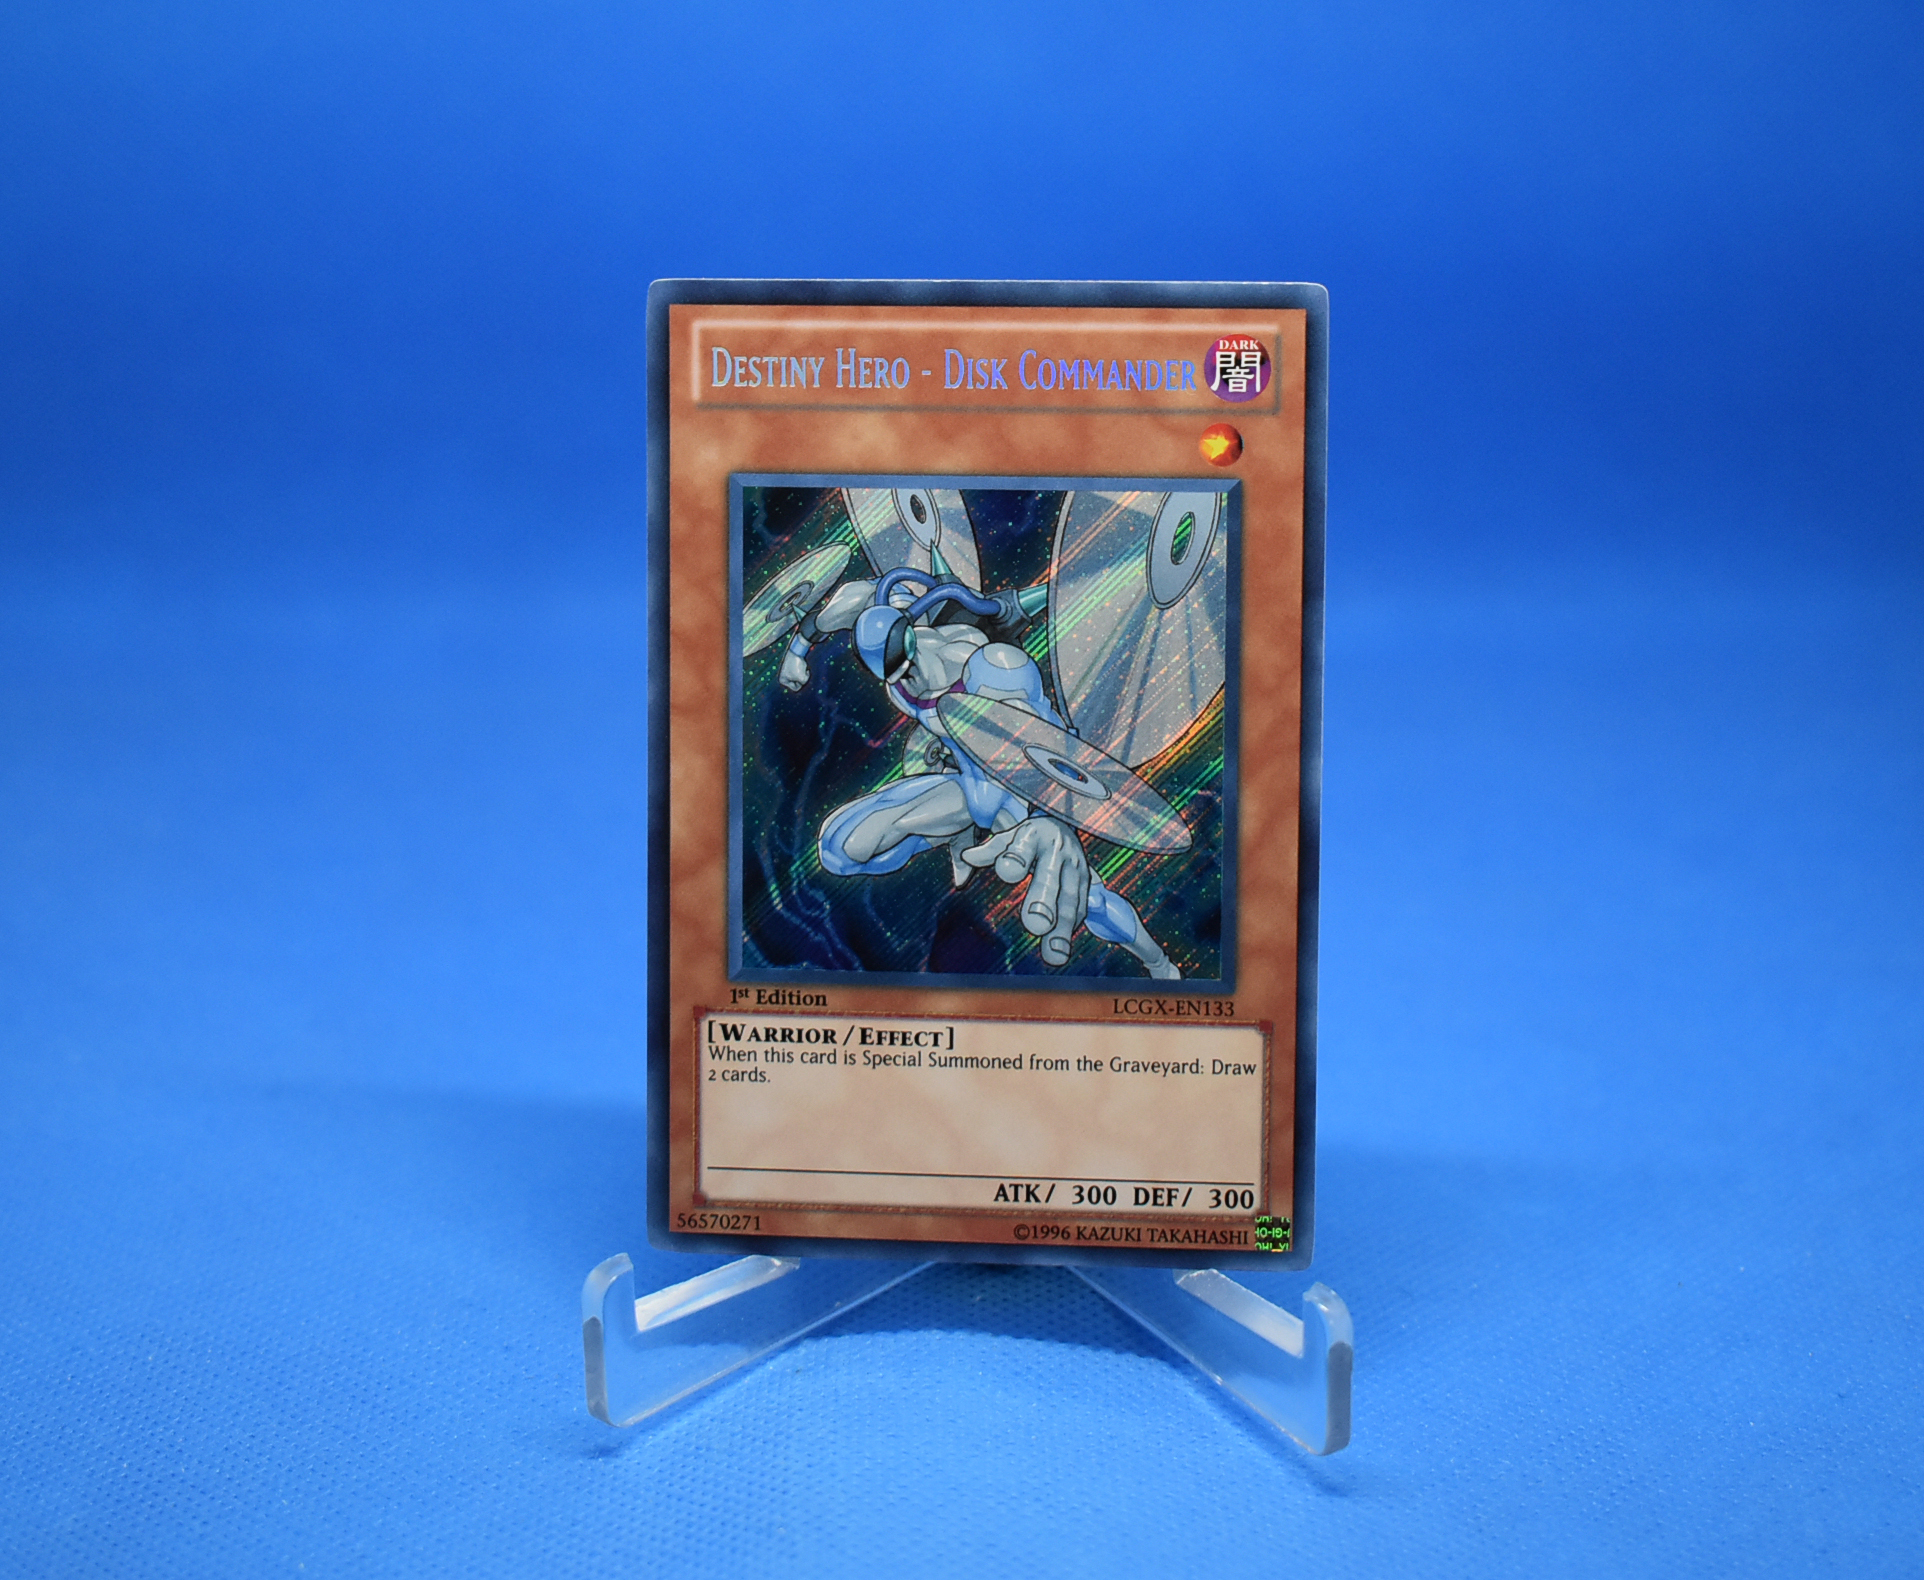 DESTINY HERO - DISK COMMANDER
DARK
闇
1st Edition
LCGX-EN133
[WARRIOR/EFFECT]
When this card is Special Summoned from the Graveyard: Draw
2 cards.
ATK/ 300 DEF/ 300
56570271
©1996 KAZUKI TAKAHASHI